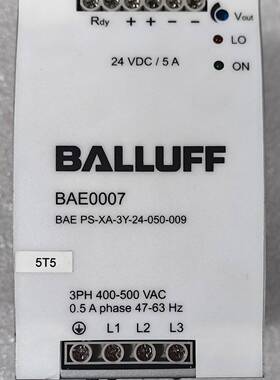 Rdy + + − − Vout
LO
24 VDC / 5 A
ON
BALLUFF
BAE0007
BAE PS-XA-3Y-24-050-009
5T5
3PH 400-500 VAC
0.5 A phase 47-63 Hz
⏚ L1 L2 L3